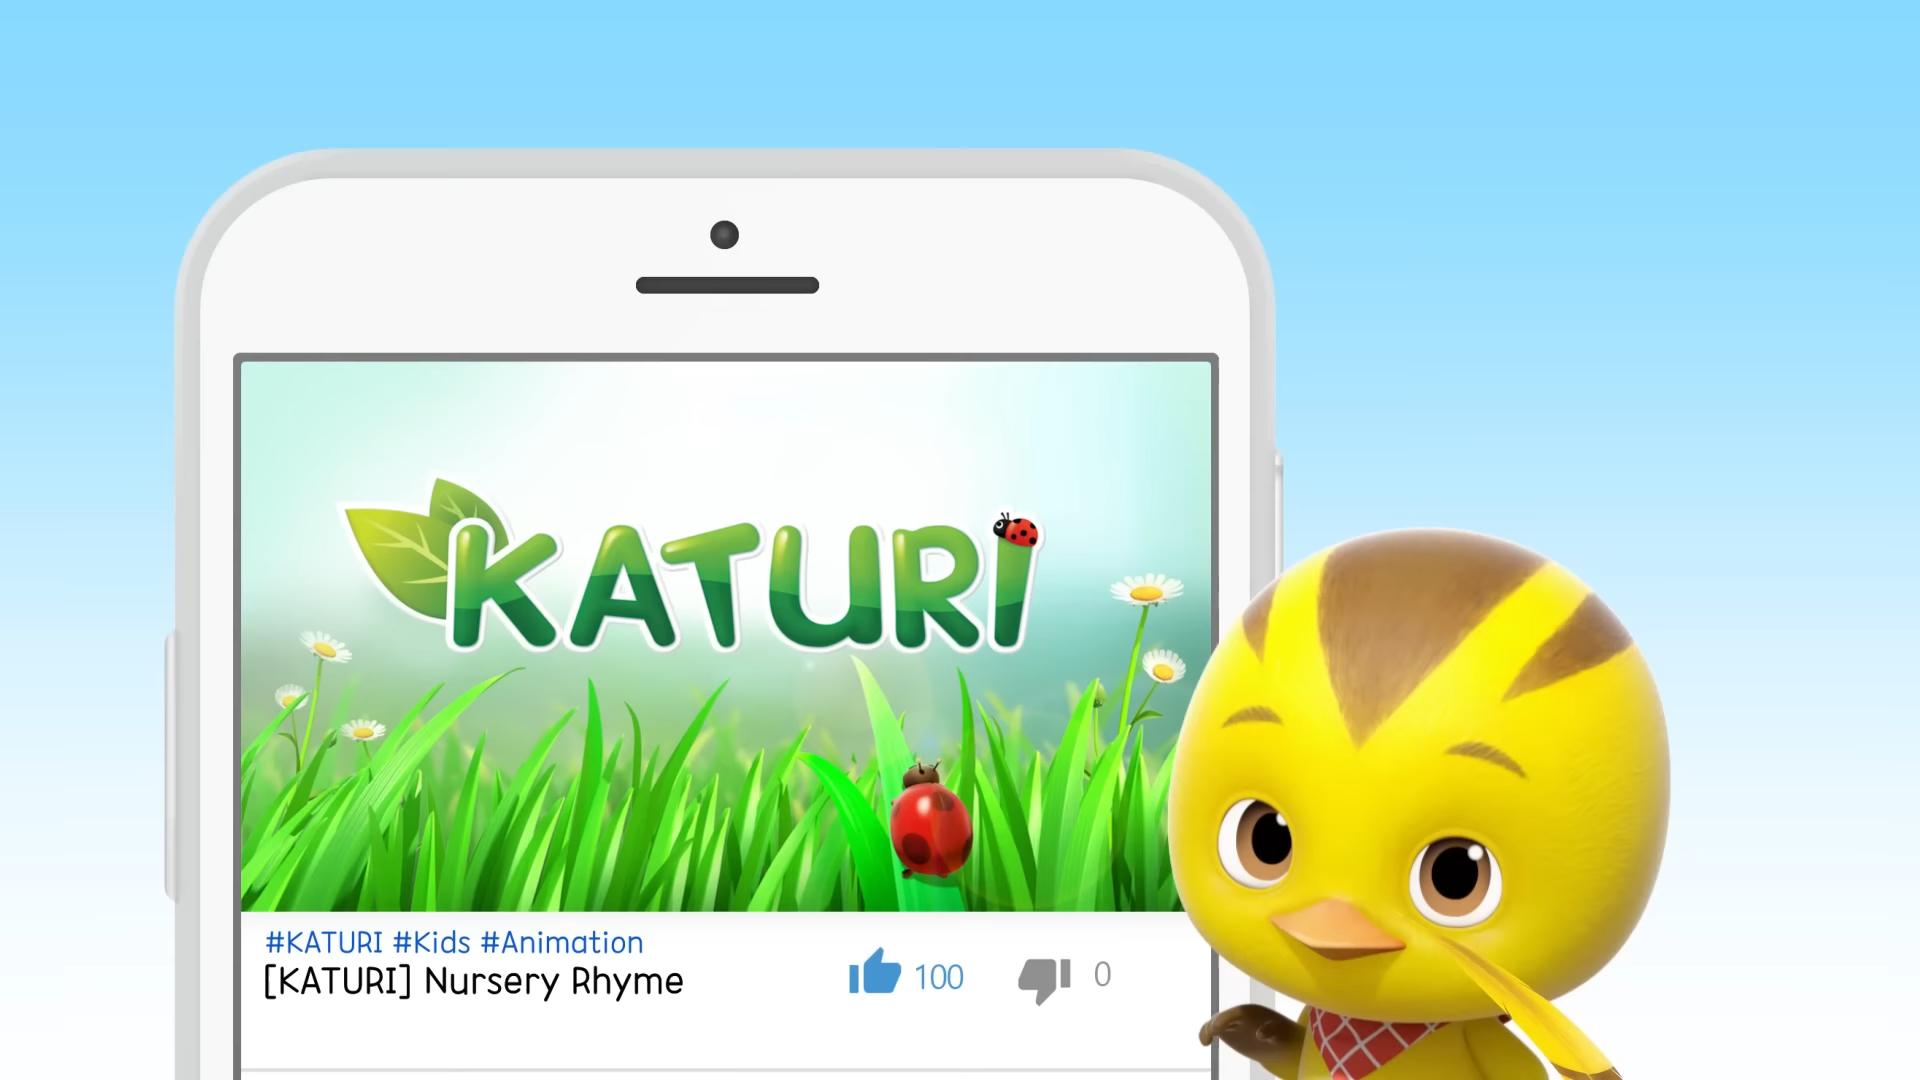 KATURI
#KATURI #Kids #Animation
[KATURI] Nursery Rhyme
100
0